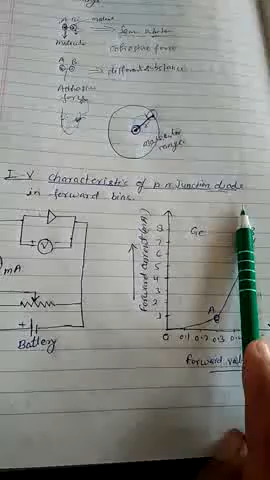 A
molecule
same
molecule
cohesive force
A B
different substance
Adhesive
force
molecular
range
I-V characteristic of p n junction diode
in forward bias.
V
mA
Battery
Forward current (mA)
8
7
6
5
4
3
2
1
Ge
A
0 0.1 0.2 0.3
Forward